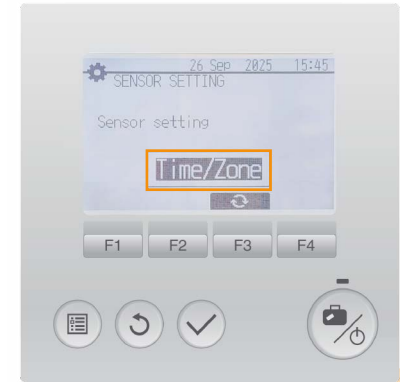 26 Sep 2025 15:45
SENSOR SETTING
Sensor setting
Time/Zone
F1 F2 F3 F4